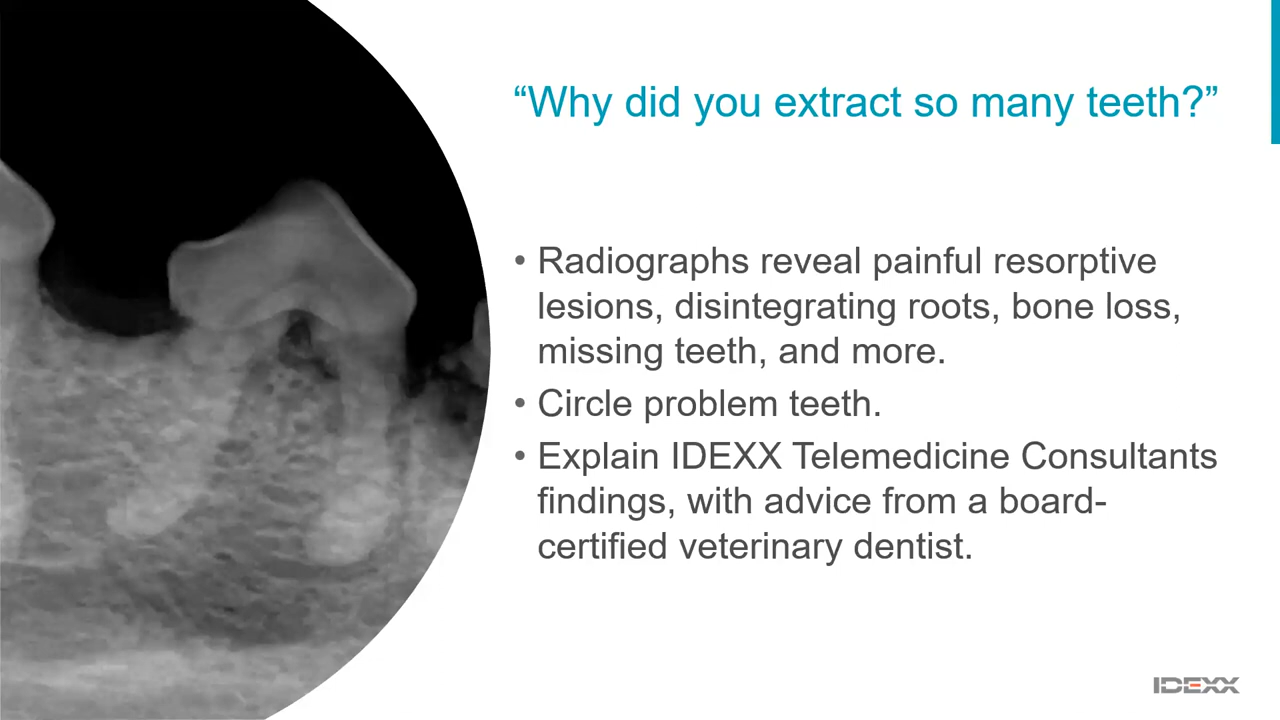 “Why did you extract so many teeth?”
• Radiographs reveal painful resorptive
lesions, disintegrating roots, bone loss,
missing teeth, and more.
• Circle problem teeth.
• Explain IDEXX Telemedicine Consultants
findings, with advice from a board-
certified veterinary dentist.
IDEXX